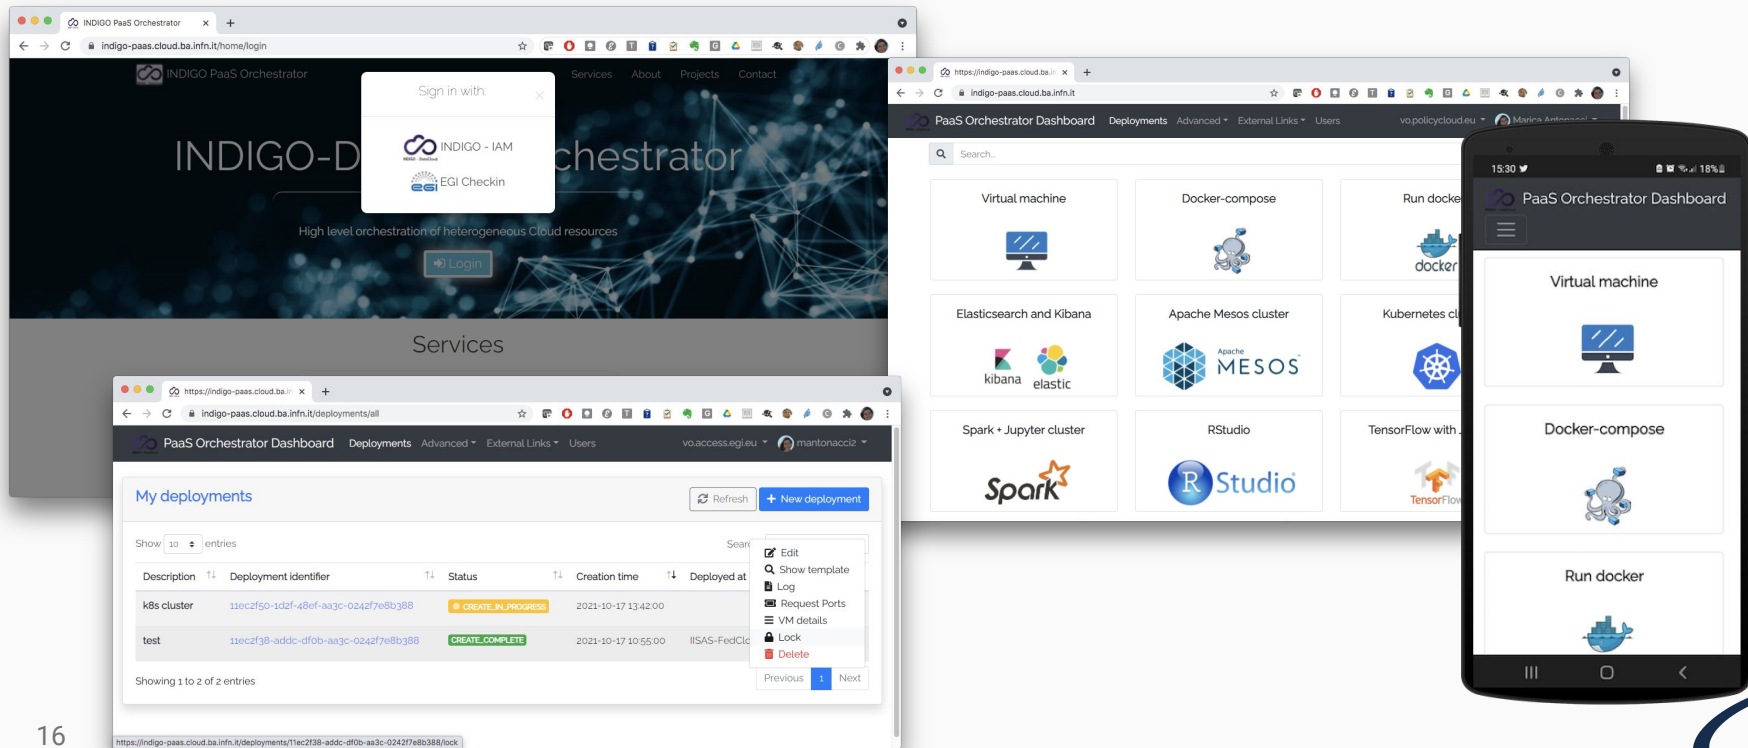 INDIGO PaaS Orchestrator
indigo-paas.cloud.ba.infn.it/home/login
INDIGO PaaS Orchestrator
Services About Projects Contact
Sign in with:
INDIGO - IAM
EGI Checkin
INDIGO-D
chestrator
High level orchestration of heterogeneous Cloud resources
Login
Services
https://indigo-paas.cloud.ba.in
indigo-paas.cloud.ba.infn.it/deployments/all
PaaS Orchestrator Dashboard Deployments Advanced External Links Users vo.access.egi.eu mantonacci2
My deployments
Refresh + New deployment
Show 10 entries
Searc
Description Deployment identifier Status Creation time Deployed at
k8s cluster 11ec2f50-1d2f-48ef-aa3c-0242f7e8b388 CREATE_IN_PROGRESS 2021-10-17 13:42:00
test 11ec2f38-addc-df0b-aa3c-0242f7e8b388 CREATE_COMPLETE 2021-10-17 10:55:00 IISAS-FedClo
Edit
Show template
Log
Request Ports
VM details
Lock
Delete
Showing 1 to 2 of 2 entries
Previous 1 Next
https://indigo-paas.cloud.ba.infn.it/deployments/11ec2f38-addc-df0b-aa3c-0242f7e8b388/lock
16
https://indigo-paas.cloud.ba.in
indigo-paas.cloud.ba.infn.it
PaaS Orchestrator Dashboard Deployments Advanced External Links Users vo.policycloud.eu Marica Antonacci
Search..
Virtual machine Docker-compose Run docke
docker
Elasticsearch and Kibana Apache Mesos cluster Kubernetes cl
kibana elastic
Apache
MESOS
Spark + Jupyter cluster RStudio TensorFlow with
Spark
R Studio
TensorFlow
15:30 18%
PaaS Orchestrator Dashboard
Virtual machine
Docker-compose
Run docker